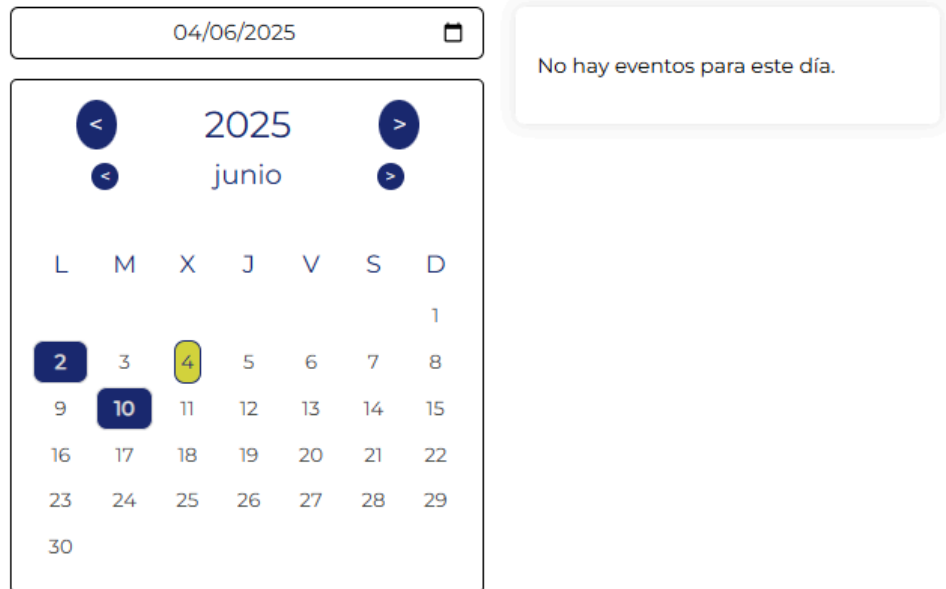 04/06/2025
< 2025 >
< junio >
L M X J V S D
1
2 3 4 5 6 7 8
9 10 11 12 13 14 15
16 17 18 19 20 21 22
23 24 25 26 27 28 29
30
No hay eventos para este día.